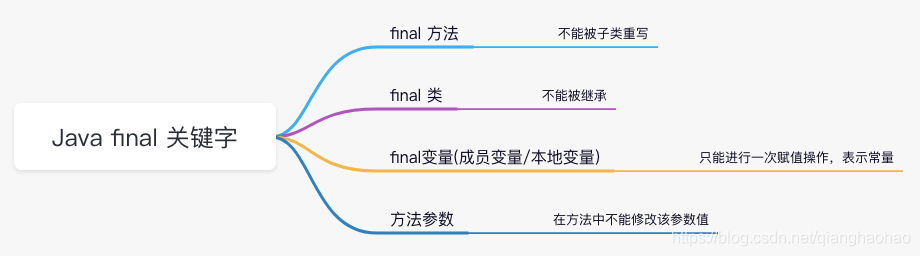 Java final 关键字
final 方法
不能被子类重写
final 类
不能被继承
final变量(成员变量/本地变量)
只能进行一次赋值操作，表示常量
方法参数
在方法中不能修改该参数值
https://blog.csdn.net/qianghaohao